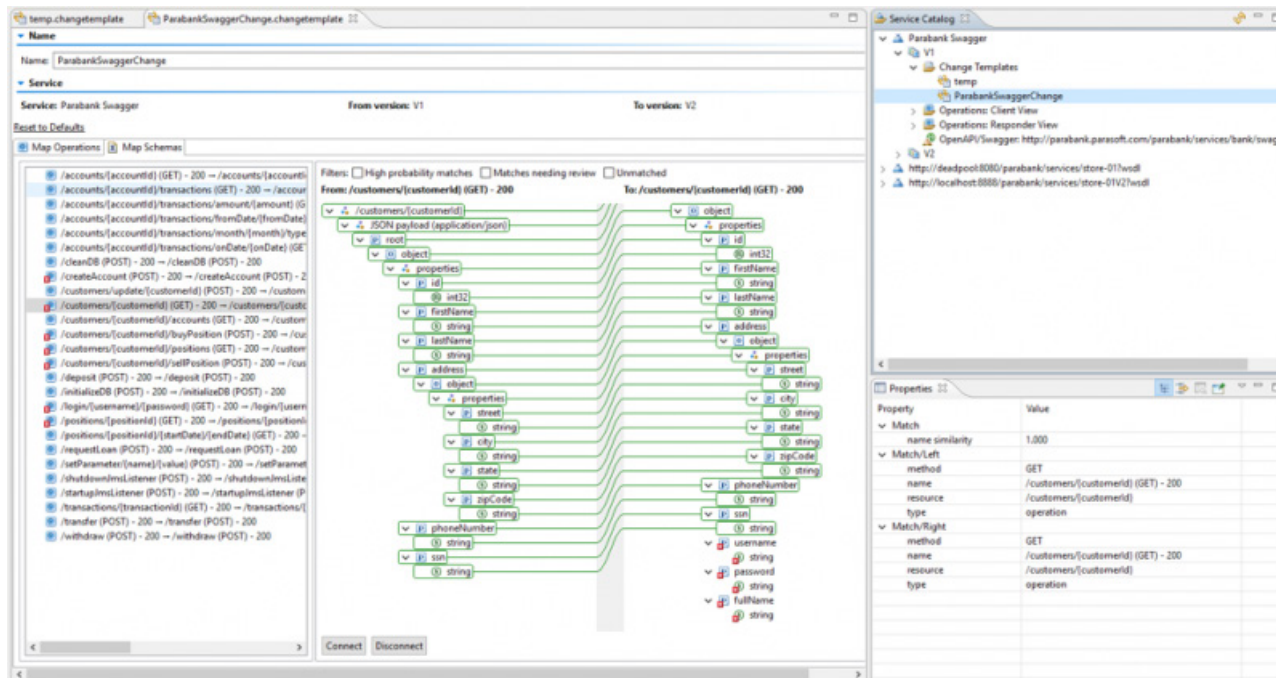 temp.changetemplate
ParabankSwaggerChange.changetemplate
Name
Name: ParabankSwaggerChange
Service
Service: Parabank Swagger From version: V1 To version: V2
Reset to Defaults
Map Operations Map Schemas
/accounts/{accountId} (GET) - 200 → /accounts/{accounti
/accounts/{accountId}/transactions (GET) - 200 → /accour
/accounts/{accountId}/transactions/amount/{amount} (G
/accounts/{accountId}/transactions/fromDate/{fromDate}
/accounts/{accountId}/transactions/month/{month}/type
/accounts/{accountId}/transactions/onDate/{onDate} (GE
/cleanDB (POST) - 200 → /cleanDB (POST) - 200
/createAccount (POST) - 200 → /createAccount (POST) - 2
/customers/update/{customerId} (POST) - 200 → /custom
/customers/{customerId} (GET) - 200 → /customers/{custc
/customers/{customerId}/accounts (GET) - 200 → /custom
/customers/{customerId}/buyPosition (POST) - 200 → /cu
/customers/{customerId}/positions (GET) - 200 → /custom
/customers/{customerId}/sellPosition (POST) - 200 → /cus
/deposit (POST) - 200 → /deposit (POST) - 200
/initializeDB (POST) - 200 → /initializeDB (POST) - 200
/login/{username}/{password} (GET) - 200 → /login/{usern
/positions/{positionId} (GET) - 200 → /positions/{positionI
/positions/{positionId}/{startDate}/{endDate} (GET) - 200 -
/requestLoan (POST) - 200 → /requestLoan (POST) - 200
/setParameter/{name}/{value} (POST) - 200 → /setParamet
/shutdownJmsListener (POST) - 200 → /shutdownJmsListe
/startupJmsListener (POST) - 200 → /startupJmsListener (P
/transactions/{transactionId} (GET) - 200 → /transactions/{
/transfer (POST) - 200 → /transfer (POST) - 200
/withdraw (POST) - 200 → /withdraw (POST) - 200
Filters: High probability matches Matches needing review Unmatched
From: /customers/{customerId} (GET) - 200 To: /customers/{customerId} (GET) - 200
/customers/{customerId}
JSON payload (application/json)
root
object
properties
id
int32
firstName
string
lastName
string
address
object
properties
street
string
city
string
state
string
zipCode
string
phoneNumber
string
ssn
string
object
properties
id
int32
firstName
string
lastName
string
address
object
properties
street
string
city
string
state
string
zipCode
string
phoneNumber
string
ssn
string
username
string
password
string
fullName
string
Connect Disconnect
Service Catalog
Parabank Swagger
V1
Change Templates
temp
ParabankSwaggerChange
Operations: Client View
Operations: Responder View
OpenAPI/Swagger: http://parabank.parasoft.com/parabank/services/bank/swag
V2
http://deadpool:8080/parabank/services/store-01?wsdl
http://localhost:8888/parabank/services/store-01V2?wsdl
Properties
Property Value
Match
name similarity 1.000
Match/Left
method GET
name /customers/{customerId} (GET) - 200
resource /customers/{customerId}
type operation
Match/Right
method GET
name /customers/{customerId} (GET) - 200
resource /customers/{customerId}
type operation